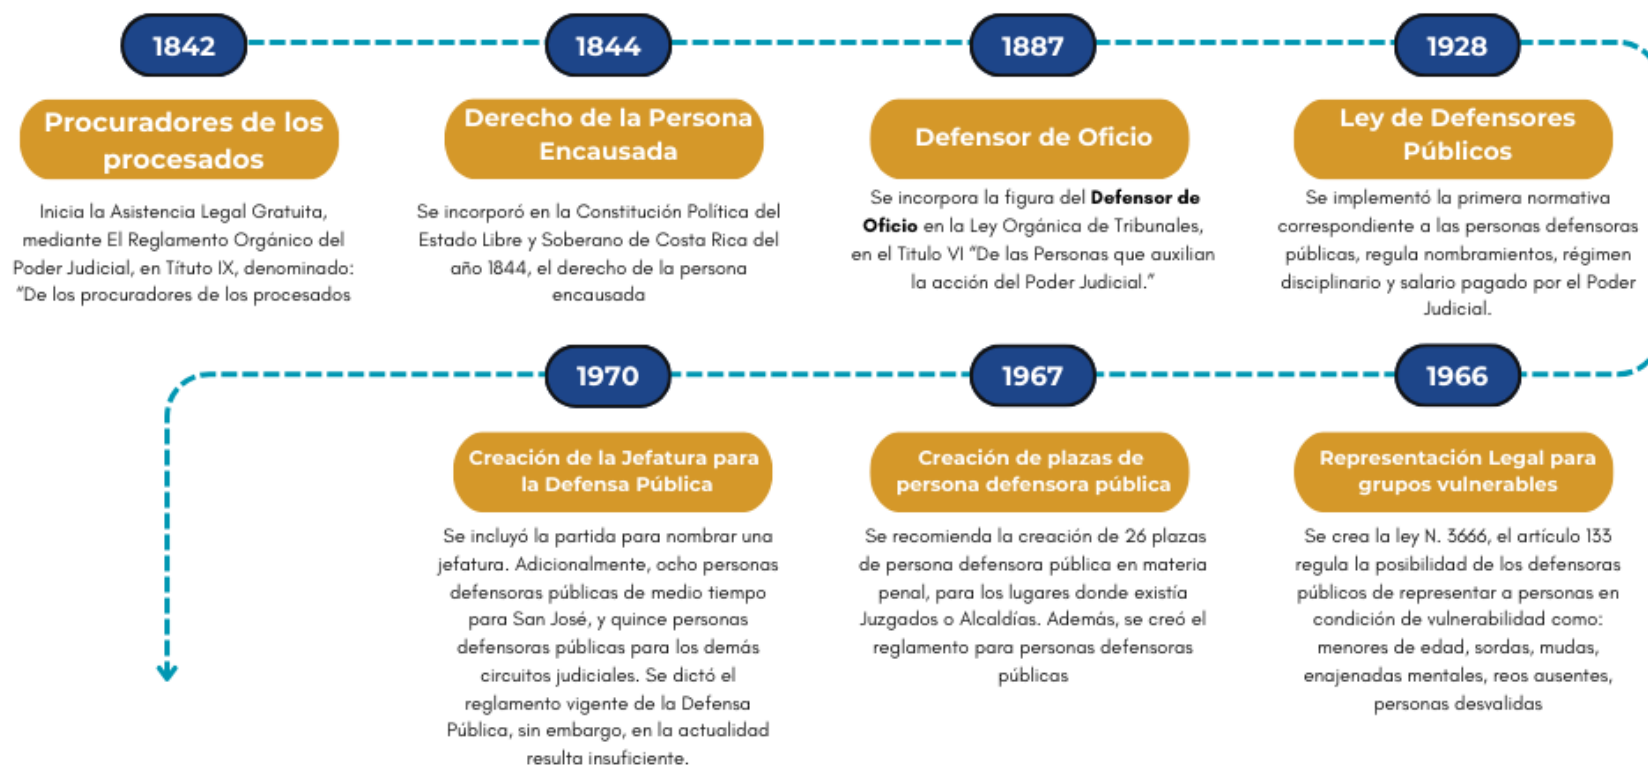 1842
Procuradores de los
procesados
Inicia la Asistencia Legal Gratuita,
mediante El Reglamento Orgánico del
Poder Judicial, en Títuto IX, denominado:
“De los procuradores de los procesados
1844
Derecho de la Persona
Encausada
Se incorporó en la Constitución Política del
Estado Libre y Soberano de Costa Rica del
año 1844, el derecho de la persona
encausada
1887
Defensor de Oficio
Se incorpora la figura del Defensor de
Oficio en la Ley Orgánica de Tribunales,
en el Titulo VI “De las Personas que auxilian
la acción del Poder Judicial.”
1928
Ley de Defensores
Públicos
Se implementó la primera normativa
correspondiente a las personas defensoras
públicas, regula nombramientos, régimen
disciplinario y salario pagado por el Poder
Judicial.
1966
Representación Legal para
grupos vulnerables
Se crea la ley N. 3666, el artículo 133
regula la posibilidad de los defensoras
públicos de representar a personas en
condición de vulnerabilidad como:
menores de edad, sordas, mudas,
enajenadas mentales, reos ausentes,
personas desvalidas
1967
Creación de plazas de
persona defensora pública
Se recomienda la creación de 26 plazas
de persona defensora pública en materia
penal, para los lugares donde existía
Juzgados o Alcaldías. Además, se creó el
reglamento para personas defensoras
públicas
1970
Creación de la Jefatura para
la Defensa Pública
Se incluyó la partida para nombrar una
jefatura. Adicionalmente, ocho personas
defensoras públicas de medio tiempo
para San José, y quince personas
defensoras públicas para los demás
circuitos judiciales. Se dictó el
reglamento vigente de la Defensa
Pública, sin embargo, en la actualidad
resulta insuficiente.